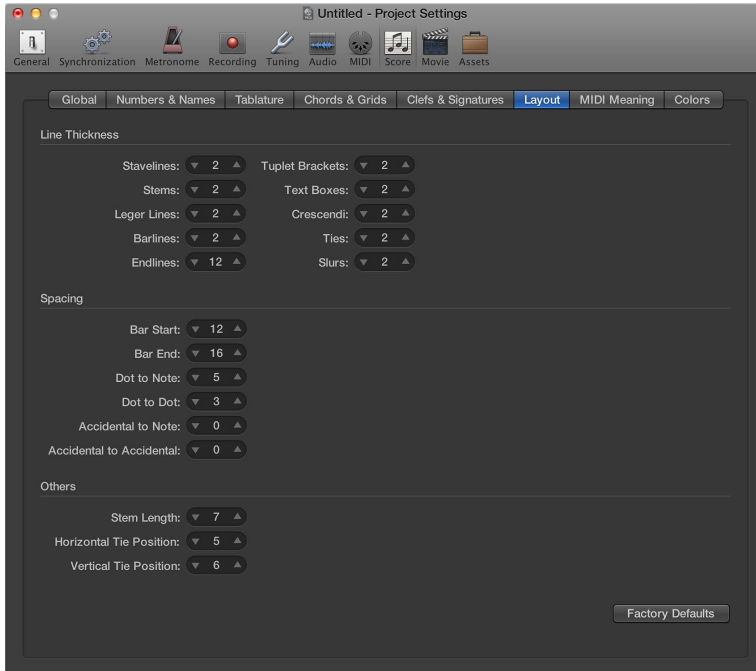 Untitled - Project Settings
General Synchronization Metronome Recording Tuning Audio MIDI Score Movie Assets
Global Numbers & Names Tablature Chords & Grids Clefs & Signatures Layout MIDI Meaning Colors
Line Thickness
Stavelines: 2 Tuplet Brackets: 2
Stems: 2 Text Boxes: 2
Leger Lines: 2 Crescendi: 2
Barlines: 2 Ties: 2
Endlines: 12 Slurs: 2
Spacing
Bar Start: 12
Bar End: 16
Dot to Note: 5
Dot to Dot: 3
Accidental to Note: 0
Accidental to Accidental: 0
Others
Stem Length: 7
Horizontal Tie Position: 5
Vertical Tie Position: 6
Factory Defaults